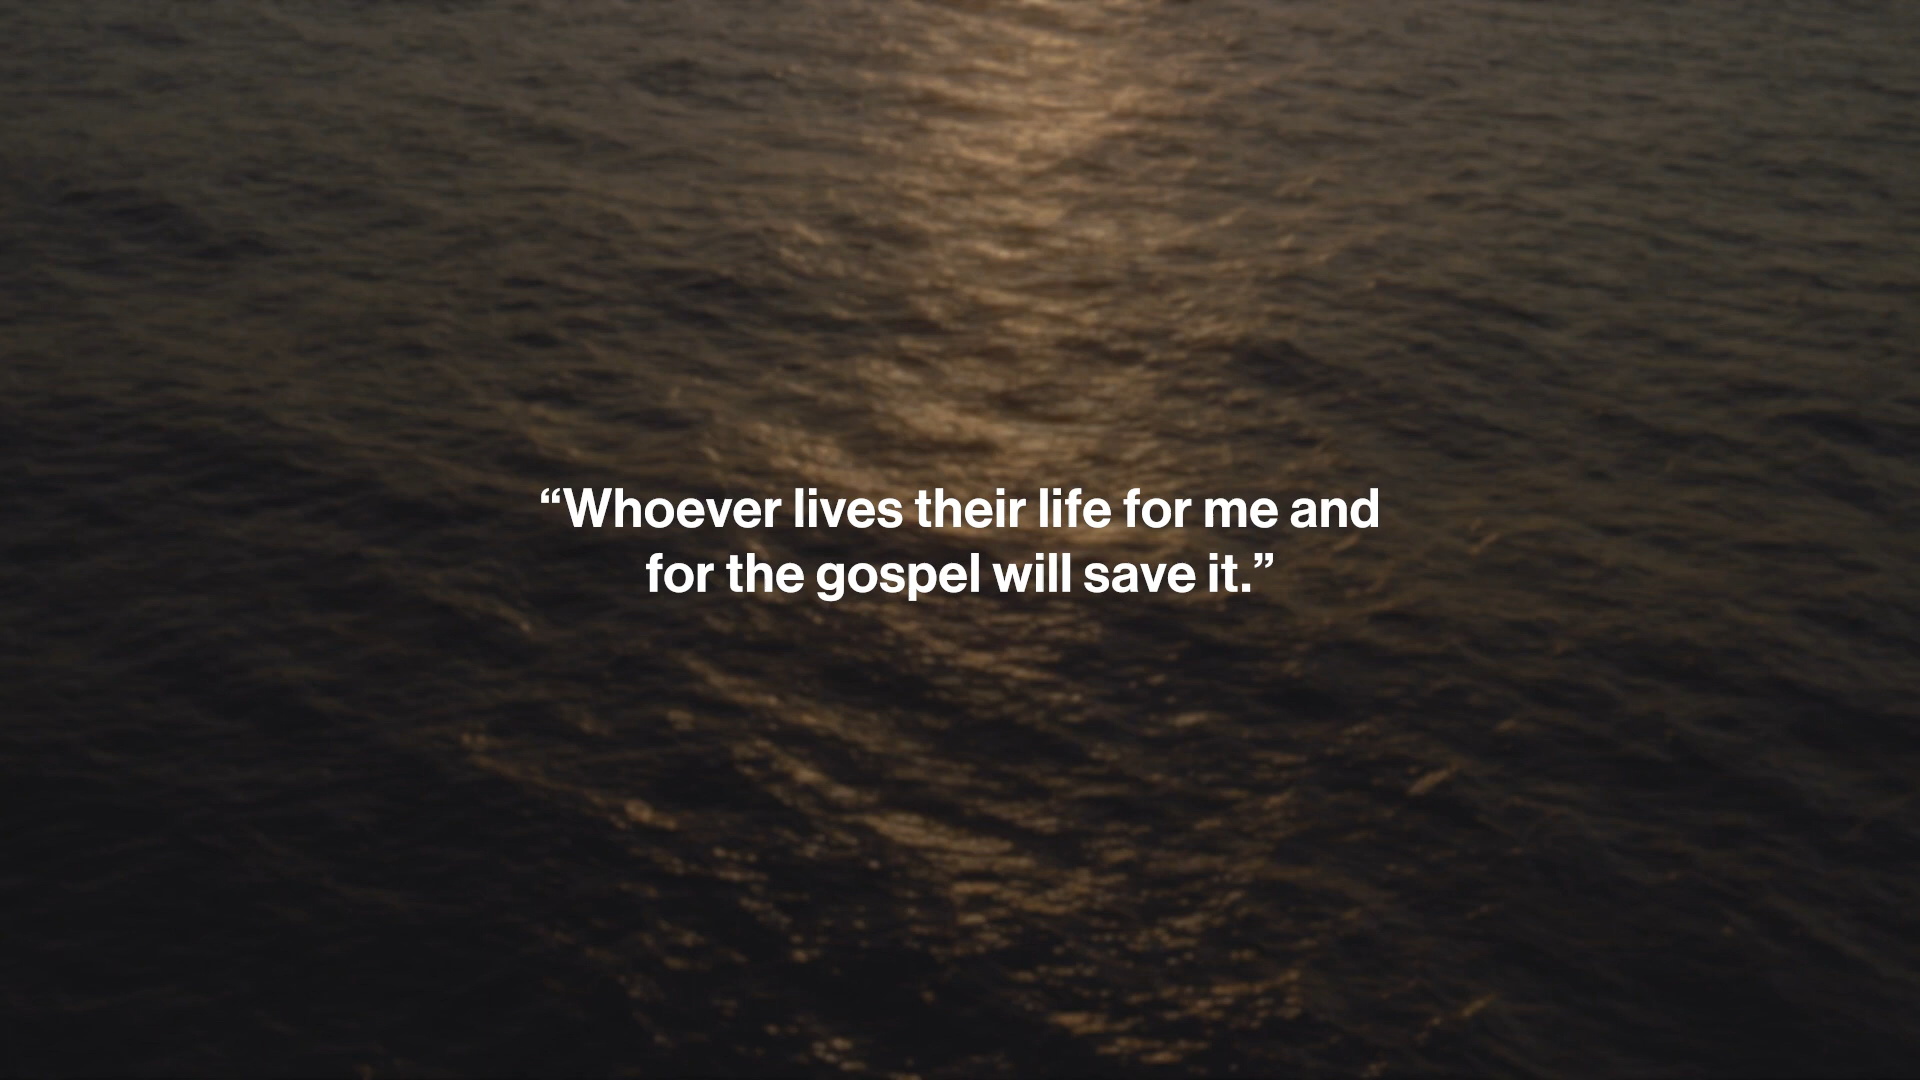 “Whoever lives their life for me and
for the gospel will save it.”